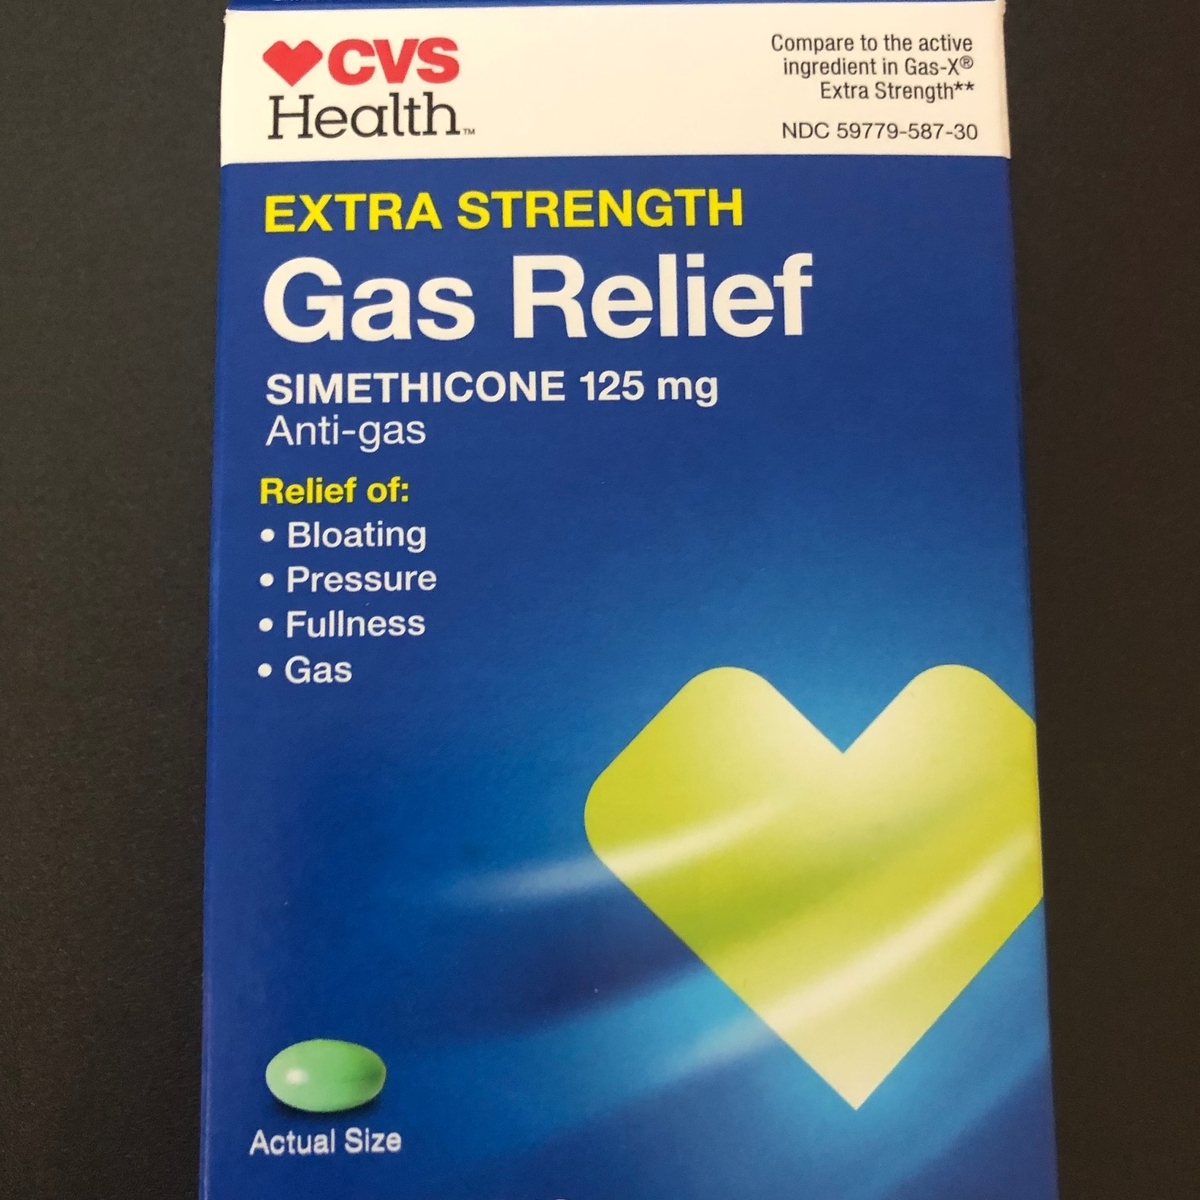 CVS
Health™
Compare to the active
ingredient in Gas-X®
Extra Strength**
NDC 59779-587-30
EXTRA STRENGTH
Gas Relief
SIMETHICONE 125 mg
Anti-gas
Relief of:
• Bloating
• Pressure
• Fullness
• Gas
Actual Size